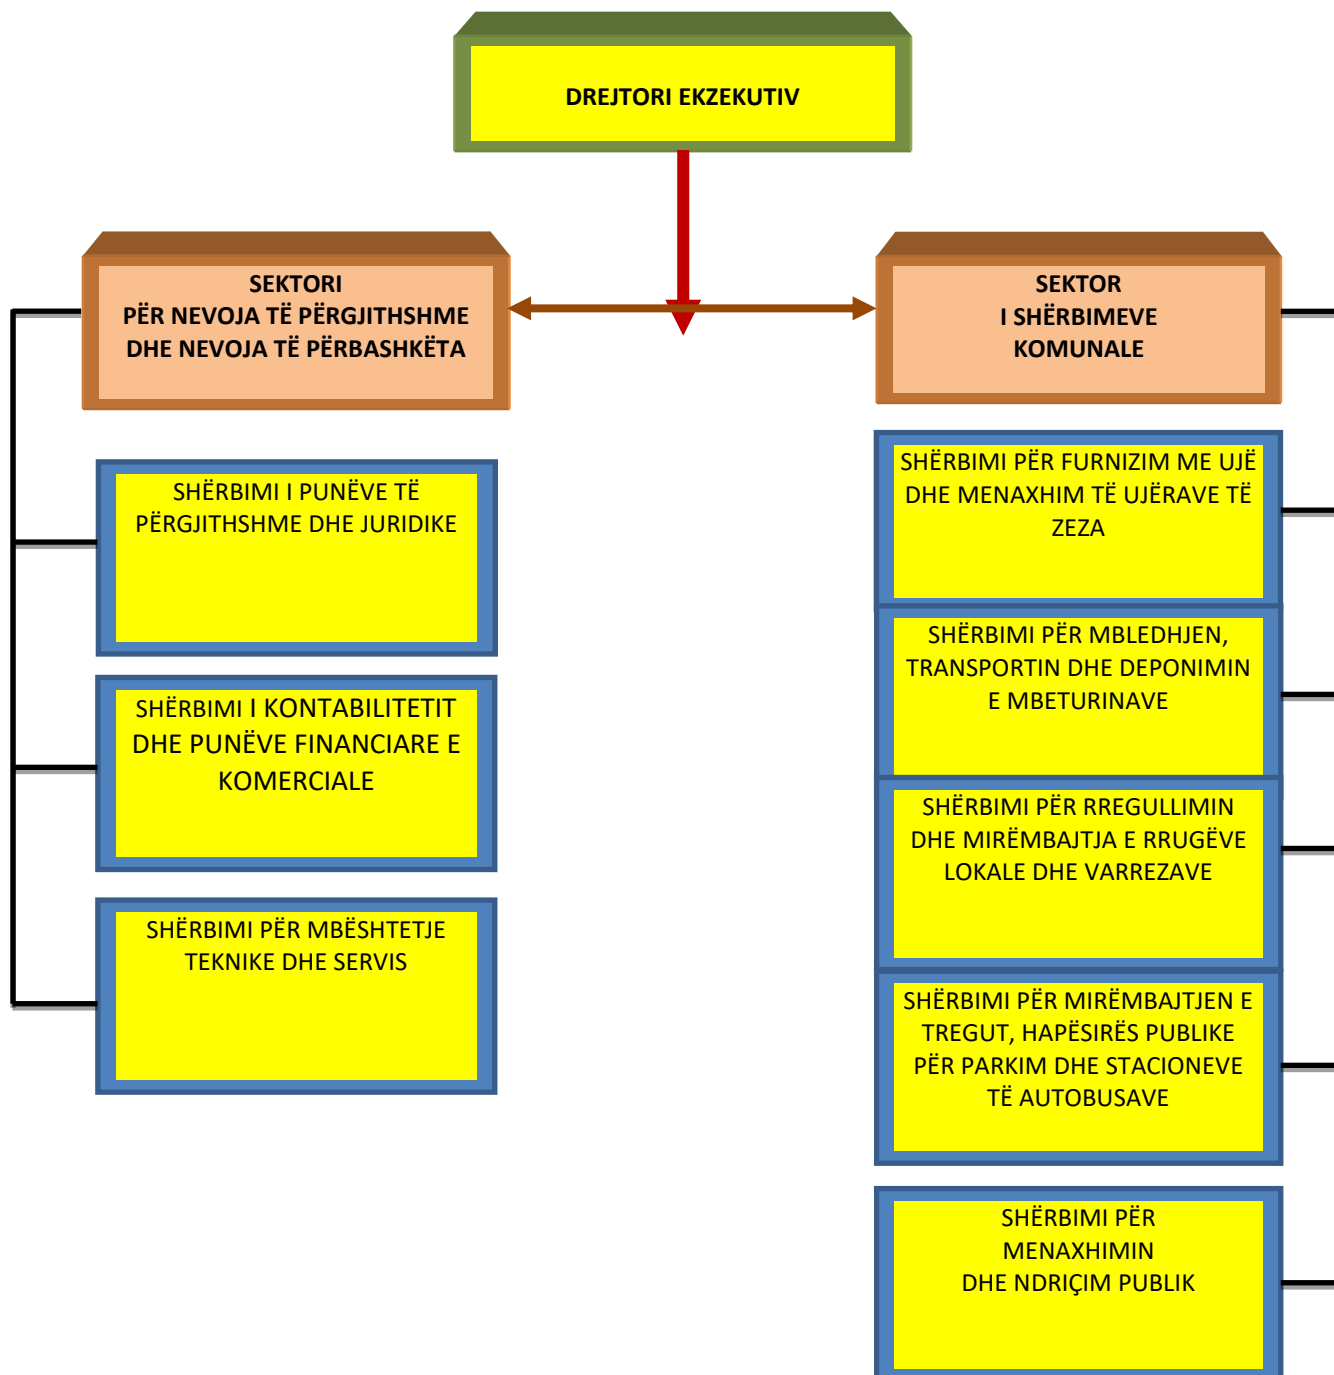 DREJTORI EKZEKUTIV
SEKTORI
PËR NEVOJA TË PËRGJITHSHME
DHE NEVOJA TË PËRBASHKËTA
SHËRBIMI I PUNËVE TË
PËRGJITHSHME DHE JURIDIKE
SHËRBIMI I KONTABILITETIT
DHE PUNËVE FINANCIARE E
KOMERCIALE
SHËRBIMI PËR MBËSHTETJE
TEKNIKE DHE SERVIS
SEKTOR
I SHËRBIMEVE
KOMUNALE
SHËRBIMI PËR FURNIZIM ME UJË
DHE MENAXHIM TË UJËRAVE TË
ZEZA
SHËRBIMI PËR MBLEDHJEN,
TRANSPORTIN DHE DEPONIMIN
E MBETURINAVE
SHËRBIMI PËR RREGULLIMIN
DHE MIRËMBAJTJA E RRUGËVE
LOKALE DHE VARREZAVE
SHËRBIMI PËR MIRËMBAJTJEN E
TREGUT, HAPËSIRËS PUBLIKE
PËR PARKIM DHE STACIONEVE
TË AUTOBUSAVE
SHËRBIMI PËR
MENAXHIMIN
DHE NDRIÇIM PUBLIK